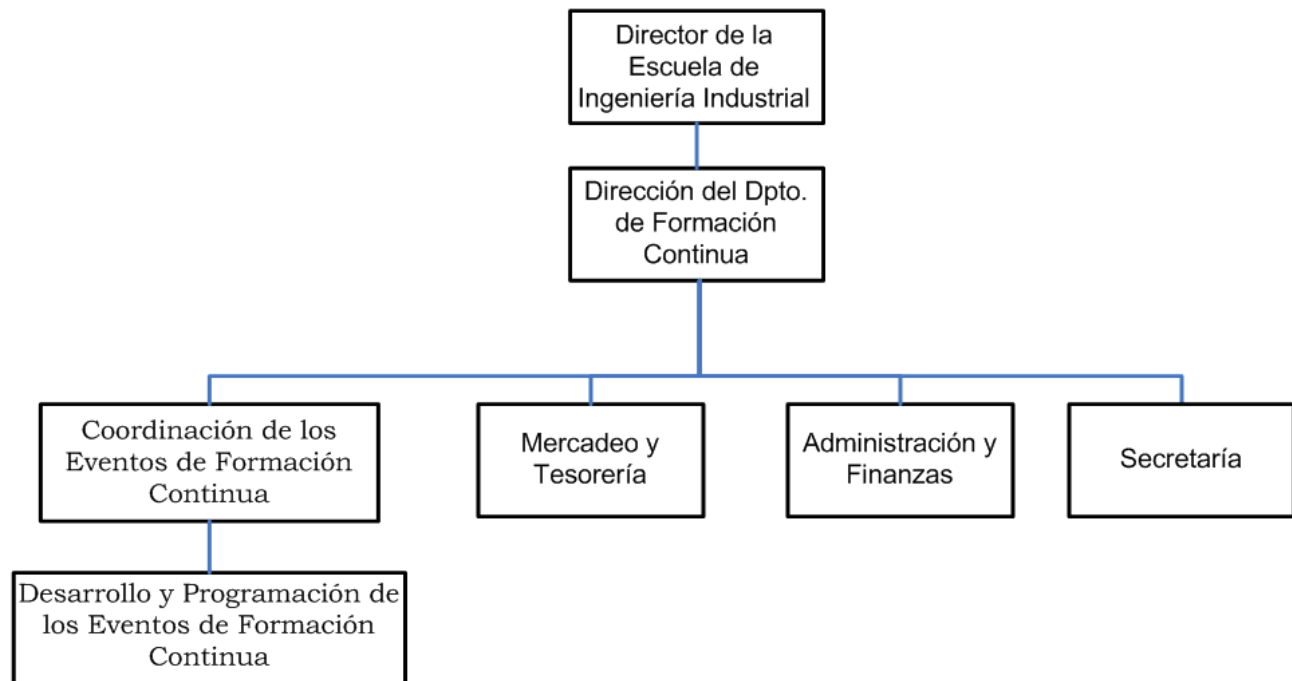 Director de la
Escuela de
Ingeniería Industrial
Dirección del Dpto.
de Formación
Continua
Coordinación de los
Eventos de Formación
Continua
Mercadeo y
Tesorería
Administración y
Finanzas
Secretaría
Desarrollo y Programación de
los Eventos de Formación
Continua